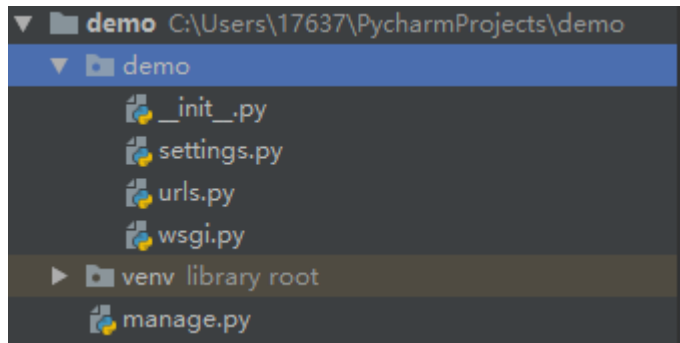 demo C:\Users\17637\PycharmProjects\demo
demo
__init__.py
settings.py
urls.py
wsgi.py
venv library root
manage.py